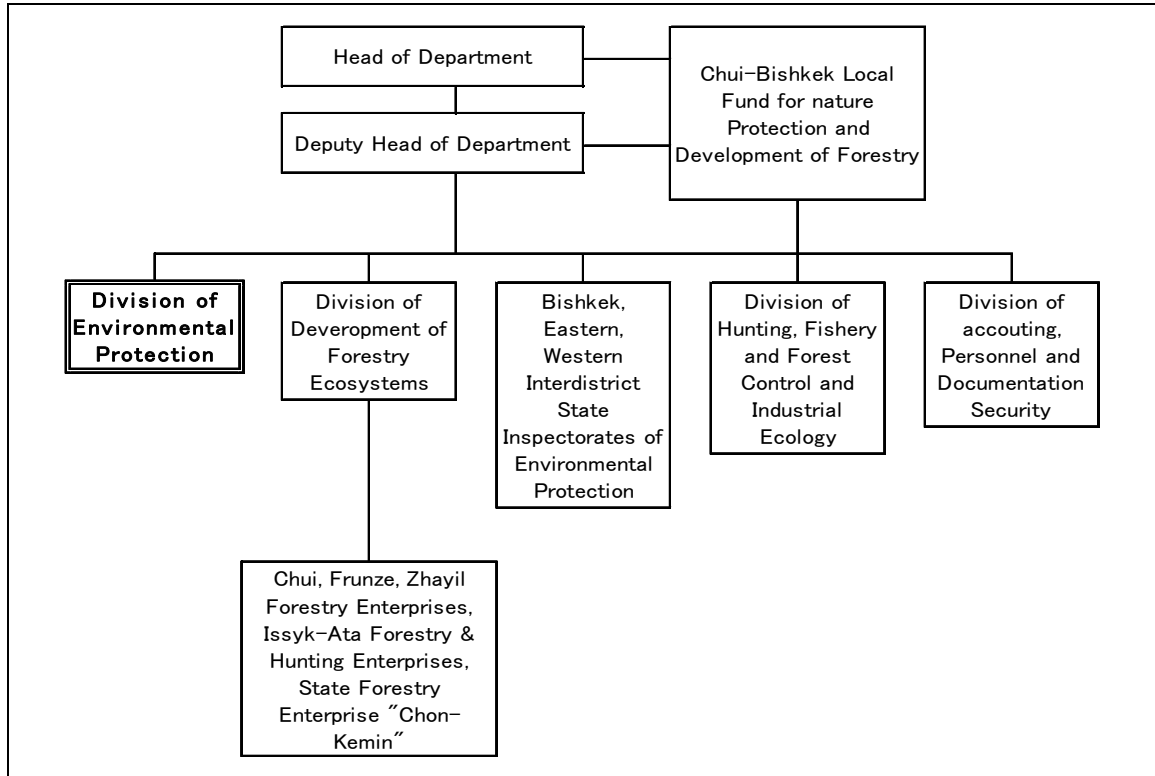 Head of Department
Chui-Bishkek Local
Fund for nature
Protection and
Development of Forestry
Deputy Head of Department
Division of
Environmental
Protection
Division of
Deveropment of
Forestry
Ecosystems
Bishkek,
Eastern,
Western
Interdistrict
State
Inspectorates of
Environmental
Protection
Division of
Hunting, Fishery
and Forest
Control and
Industrial
Ecology
Division of
accouting,
Personnel and
Documentation
Security
Chui, Frunze, Zhayil
Forestry Enterprises,
Issyk-Ata Forestry &
Hunting Enterprises,
State Forestry
Enterprise "Chon-
Kemin"